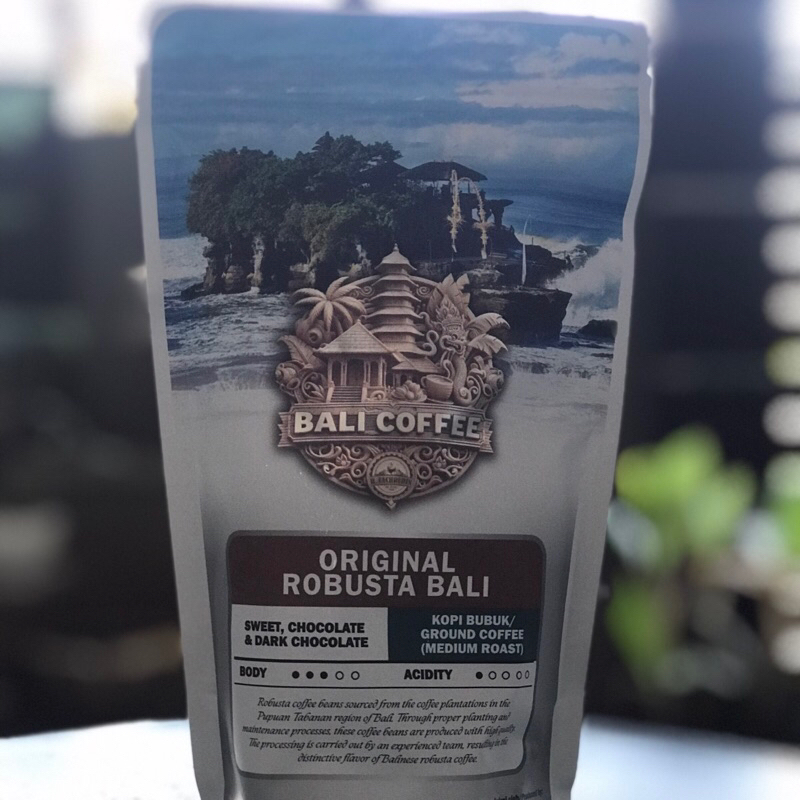 BALI COFFEE
ORIGINAL
ROBUSTA BALI
SWEET, CHOCOLATE
& DARK CHOCOLATE
KOPI BUBUK/
GROUND COFFEE
(MEDIUM ROAST)
BODY
ACIDITY
Robusta coffee beans sourced from the coffee plantations in the
Pupuan Tabanan region of Bali. Through proper planting and
maintenance processes, these coffee beans are produced with high quality.
The processing is carried out by an experienced team, resulting in the
distinctive flavor of Balinese robusta coffee.